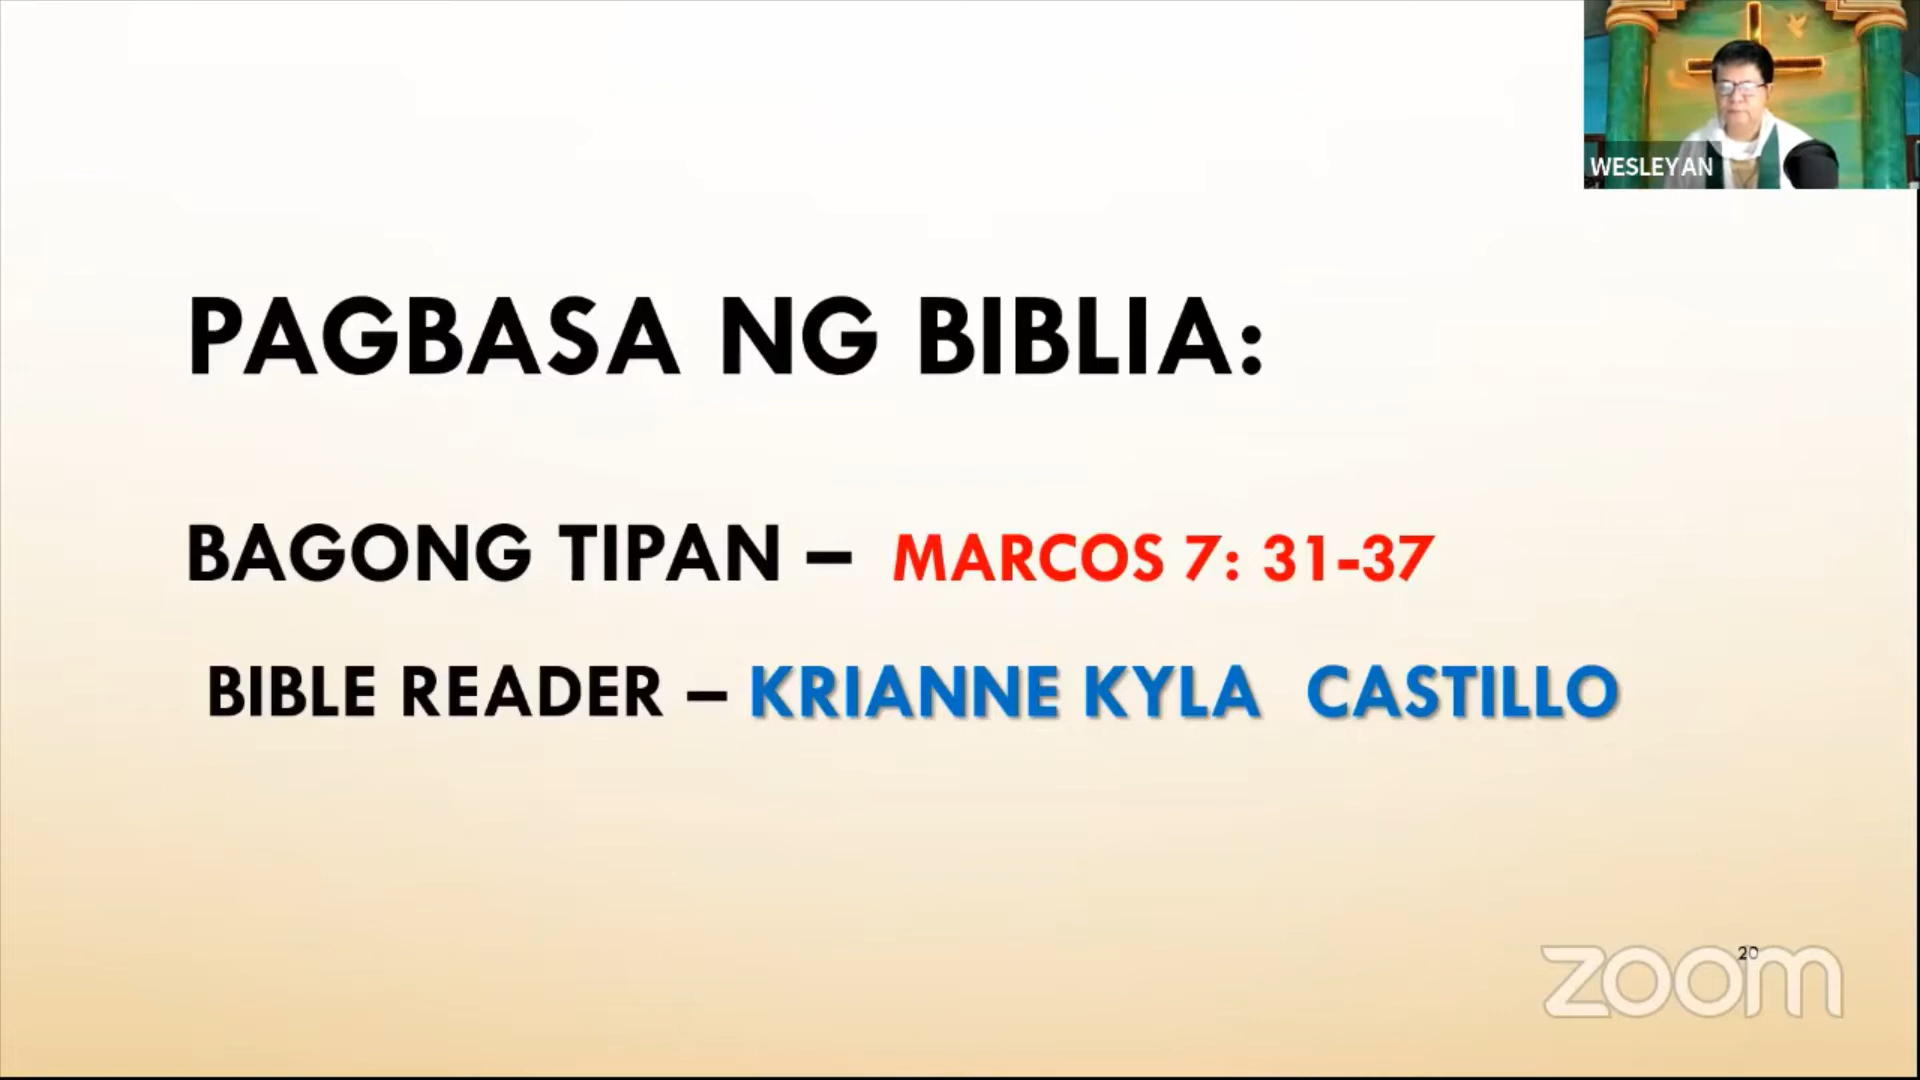 WESLEYAN
PAGBASA NG BIBLIA:
BAGONG TIPAN – MARCOS 7: 31-37
BIBLE READER – KRIANNE KYLA CASTILLO
20
zoom